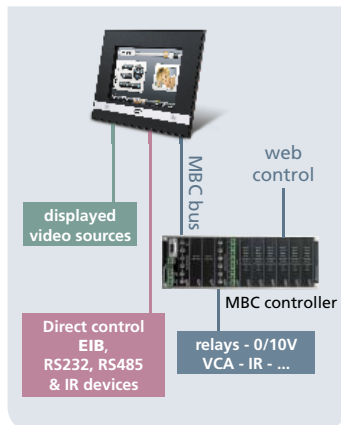 MBC bus
web
control
displayed
video sources
MBC controller
Direct control
EIB,
RS232, RS485
& IR devices
relays - 0/10V
VCA - IR - ...